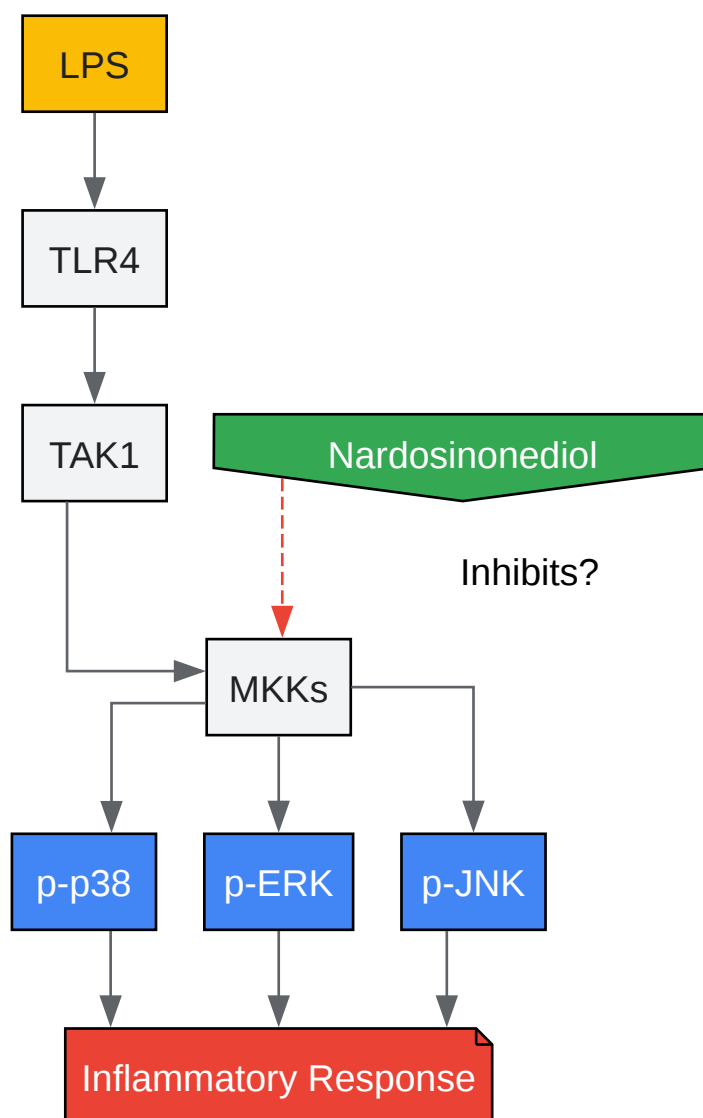 LPS
TLR4
TAK1
Nardosinonediol
Inhibits?
MKKs
p-p38
p-ERK
p-JNK
Inflammatory Response